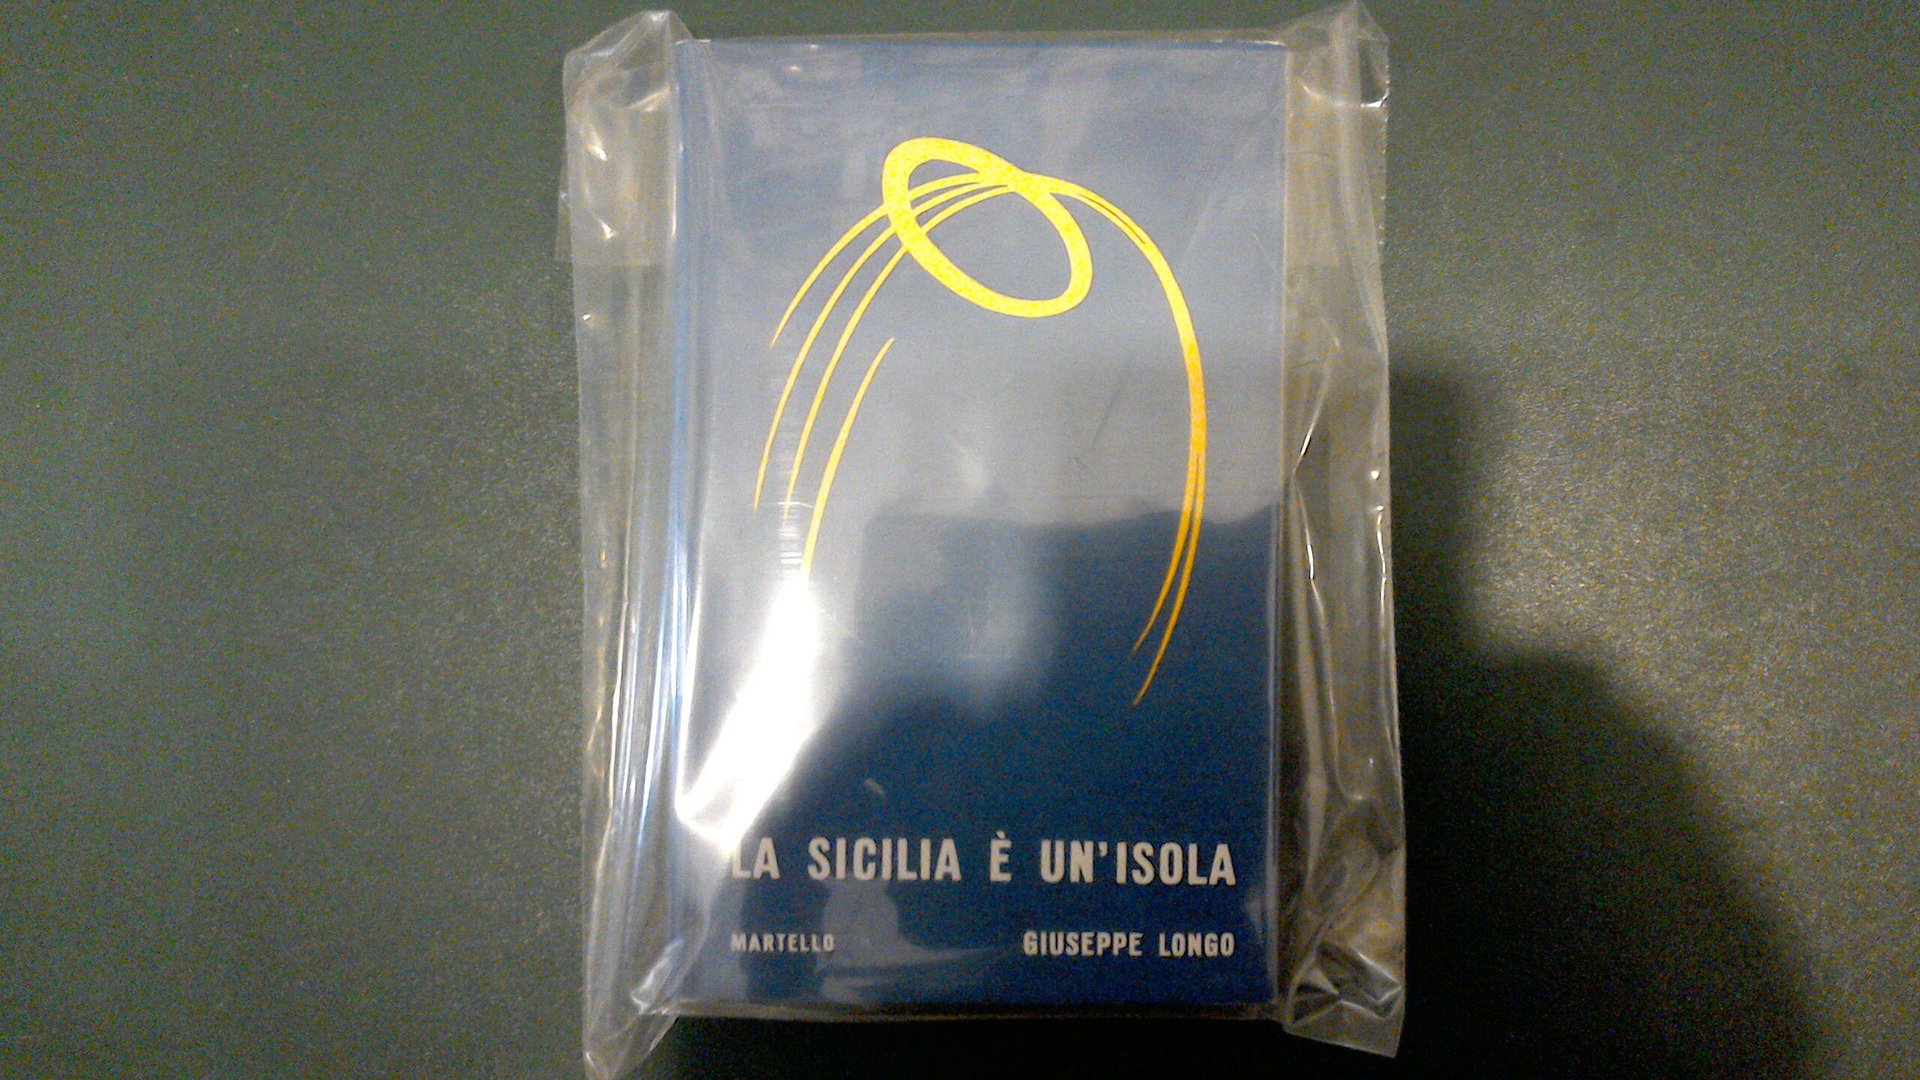 LA SICILIA È UN'ISOLA
MARTELLO GIUSEPPE LONGO